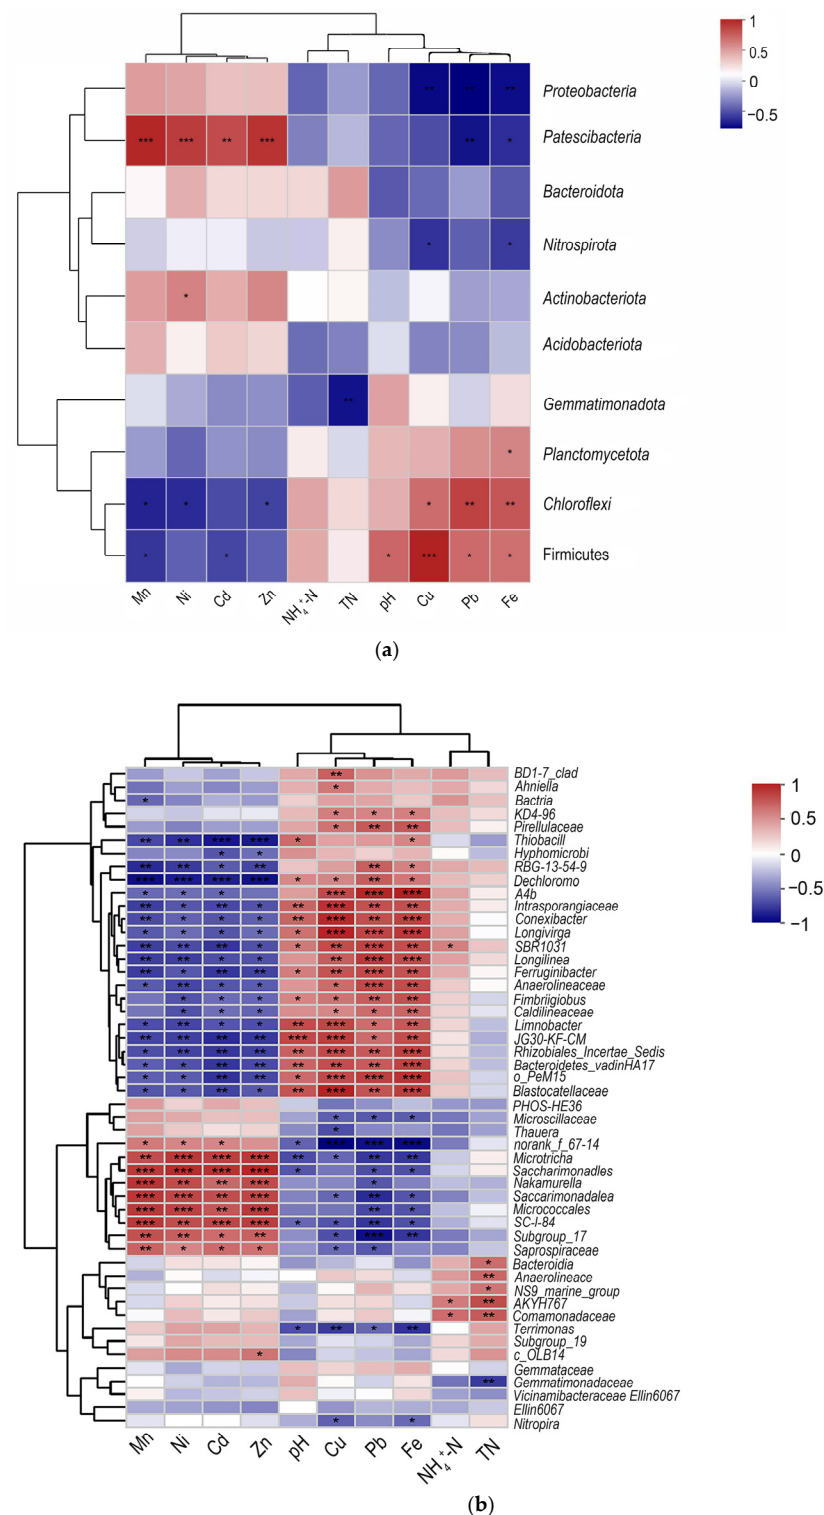 1
0.5
0
−0.5
Proteobacteria
** ** **
Patescibacteria
*** *** ** *** ** *
Bacteroidota
Nitrospirota
* *
Actinobacteriota
*
Acidobacteriota
Gemmatimonadota
**
Planctomycetota
*
Chloroflexi
* * * * ** **
Firmicutes
* * * *** * *
Mn Ni Cd Zn NH₄⁺-N TN pH Cu Pb Fe
(a)
1
0.5
0
−0.5
−1
BD1-7_clad
Ahniella
Bactria
KD4-96
Pirellulaceae
Thiobacill
Hyphomicrobi
RBG-13-54-9
Dechloromo
A4b
Intrasporangiaceae
Conexibacter
Longivirga
SBR1031
Longilinea
Ferruginibacter
Anaerolineaceae
Fimbriiglobus
Caldilineaceae
Limnobacter
JG30-KF-CM
Rhizobiales_Incertae_Sedis
Bacteroidetes_vadinHA17
o_PeM15
Blastocatellaceae
PHOS-HE36
Microscillaceae
Thauera
norank_f_67-14
Microtricha
Saccharimonadles
Nakamurella
Saccarimonadalea
Micrococcales
SC-I-84
Subgroup_17
Saprospiraceae
Bacteroidia
Anaerolineace
NS9_marine_group
AKYH767
Comamonadaceae
Terrimonas
Subgroup_19
c_OLB14
Gemmataceae
Gemmatimonadaceae
Vicinamibacteraceae Ellin6067
Ellin6067
Nitropira
Mn Ni Cd Zn pH Cu Pb Fe NH₄⁺-N TN
(b)